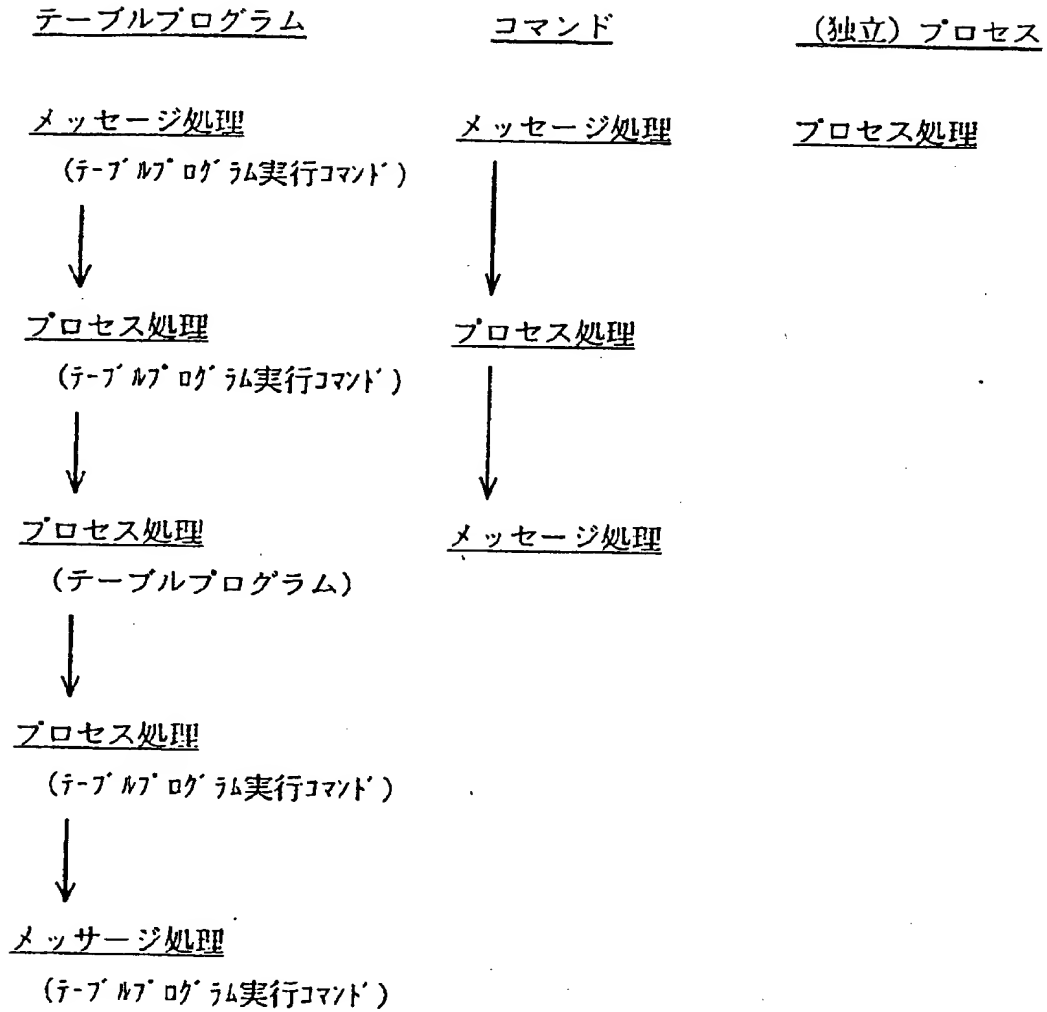 テーブルプログラム
コマンド
(独立) プロセス
メッセージ処理
(ﾃｰﾌﾞﾙﾌﾟﾛｸﾞﾗﾑ実行ｺﾏﾝﾄﾞ)
プロセス処理
(ﾃｰﾌﾞﾙﾌﾟﾛｸﾞﾗﾑ実行ｺﾏﾝﾄﾞ)
プロセス処理
(テーブルプログラム)
プロセス処理
(ﾃｰﾌﾞﾙﾌﾟﾛｸﾞﾗﾑ実行ｺﾏﾝﾄﾞ)
メッサージ処理
(ﾃｰﾌﾞﾙﾌﾟﾛｸﾞﾗﾑ実行ｺﾏﾝﾄﾞ)
メッセージ処理
プロセス処理
メッセージ処理
プロセス処理